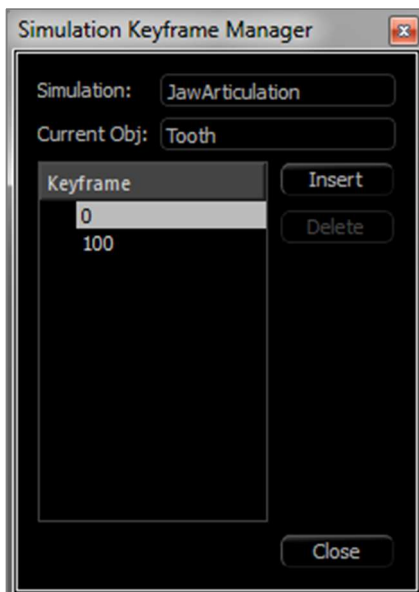 Simulation Keyframe Manager
Simulation: JawArticulation
Current Obj: Tooth
Keyframe
Insert
0
Delete
100
Close